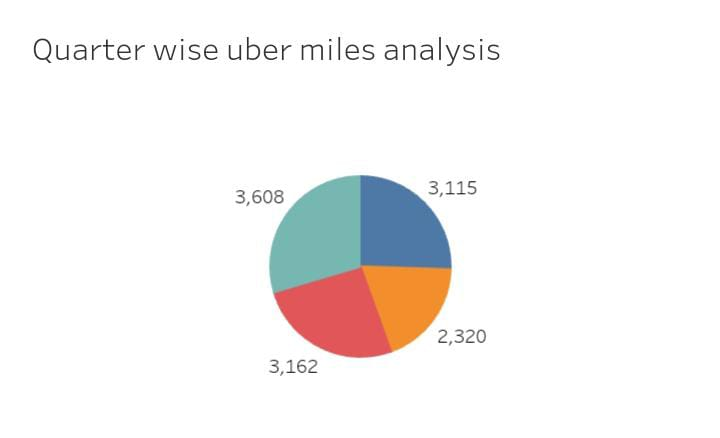 Quarter wise uber miles analysis
3,608
3,115
2,320
3,162